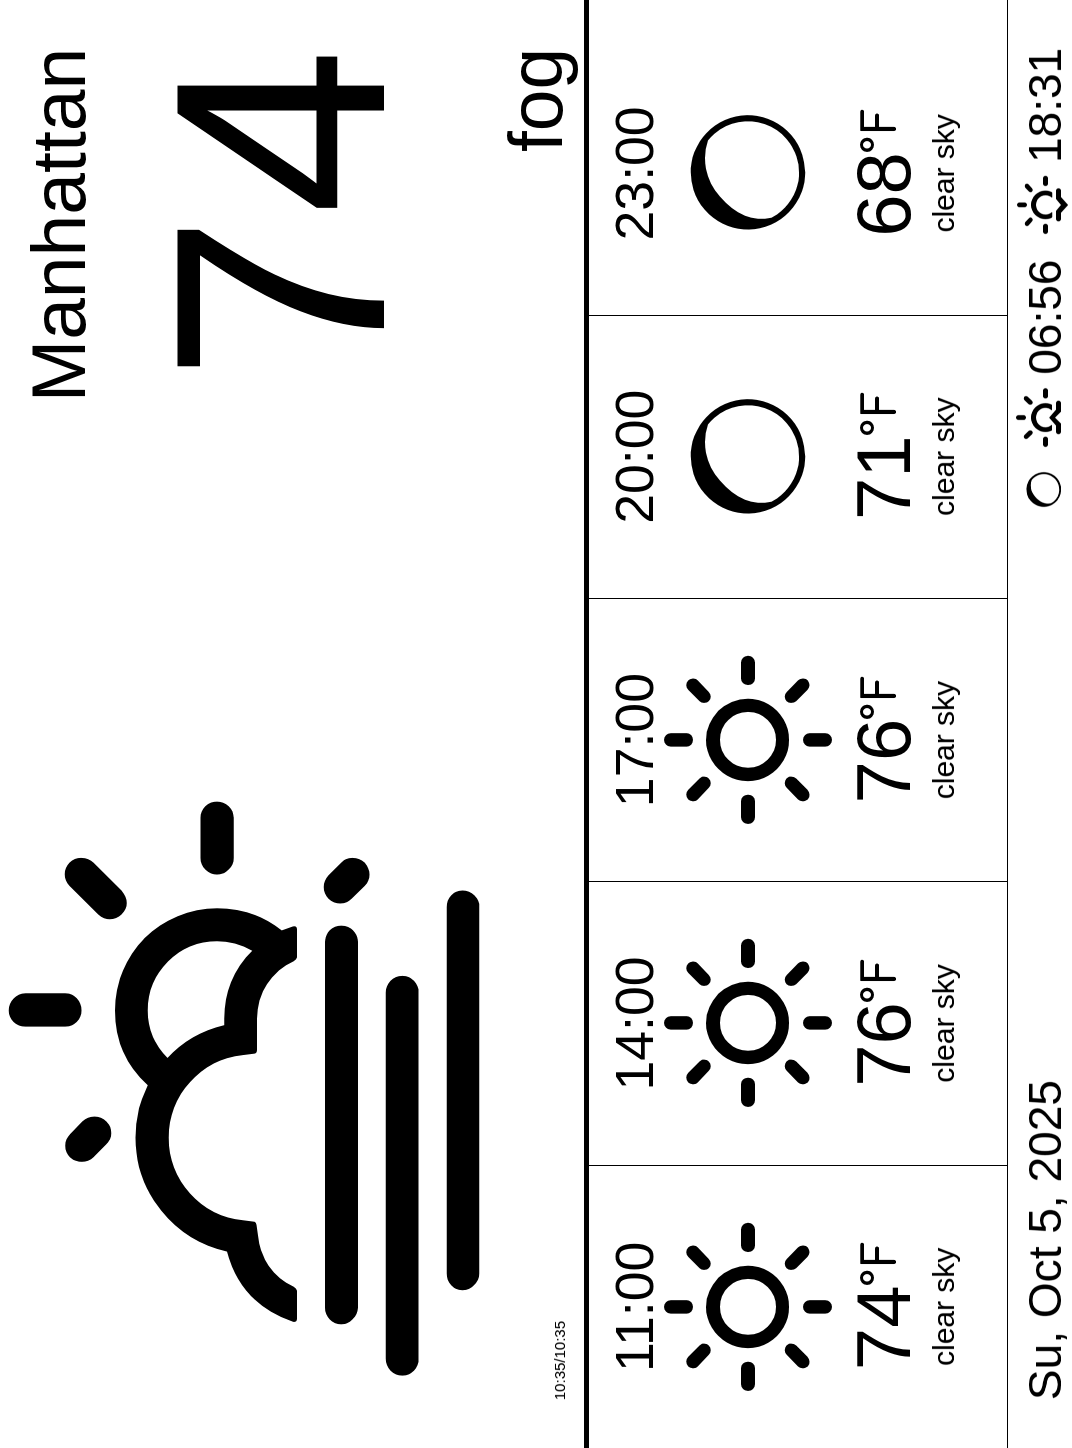 Manhattan
74
fog
10:35/10:35
11:00 14:00 17:00 20:00 23:00
74°F 76°F 76°F 71°F 68°F
clear sky clear sky clear sky clear sky clear sky
Su, Oct 5, 2025 06:56 18:31